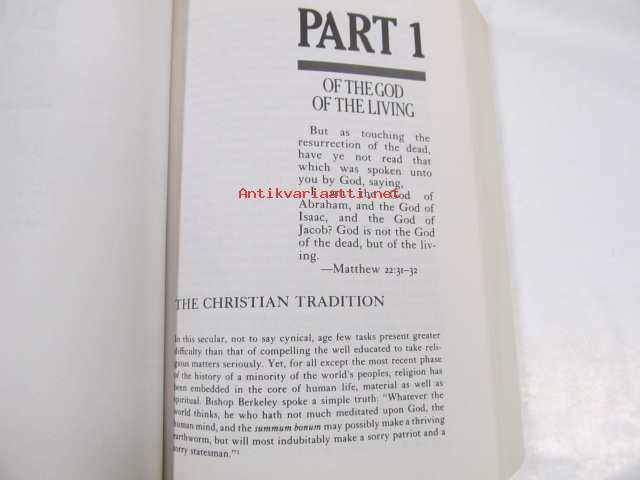 PART 1
OF THE GOD
OF THE LIVING
But as touching the
resurrection of the dead,
have ye not read that
which was spoken unto
you by God, saying,
Antikvariaatti.net
I am the God of
Abraham, and the God of
Isaac, and the God of
Jacob? God is not the God
of the dead, but of the liv-
ing.
—Matthew 22:31–32
THE CHRISTIAN TRADITION
In this secular, not to say cynical, age few tasks present greater
difficulty than that of compelling the well educated to take reli-
gious matters seriously. Yet, for all except the most recent phase
of the history of a minority of the world's peoples, religion has
been embedded in the core of human life, material as well as
spiritual. Bishop Berkeley spoke a simple truth: "Whatever the
world thinks, he who hath not much meditated upon God, the
human mind, and the summum bonum may possibly make a thriving
earthworm, but will most indubitably make a sorry patriot and a
sorry statesman."1